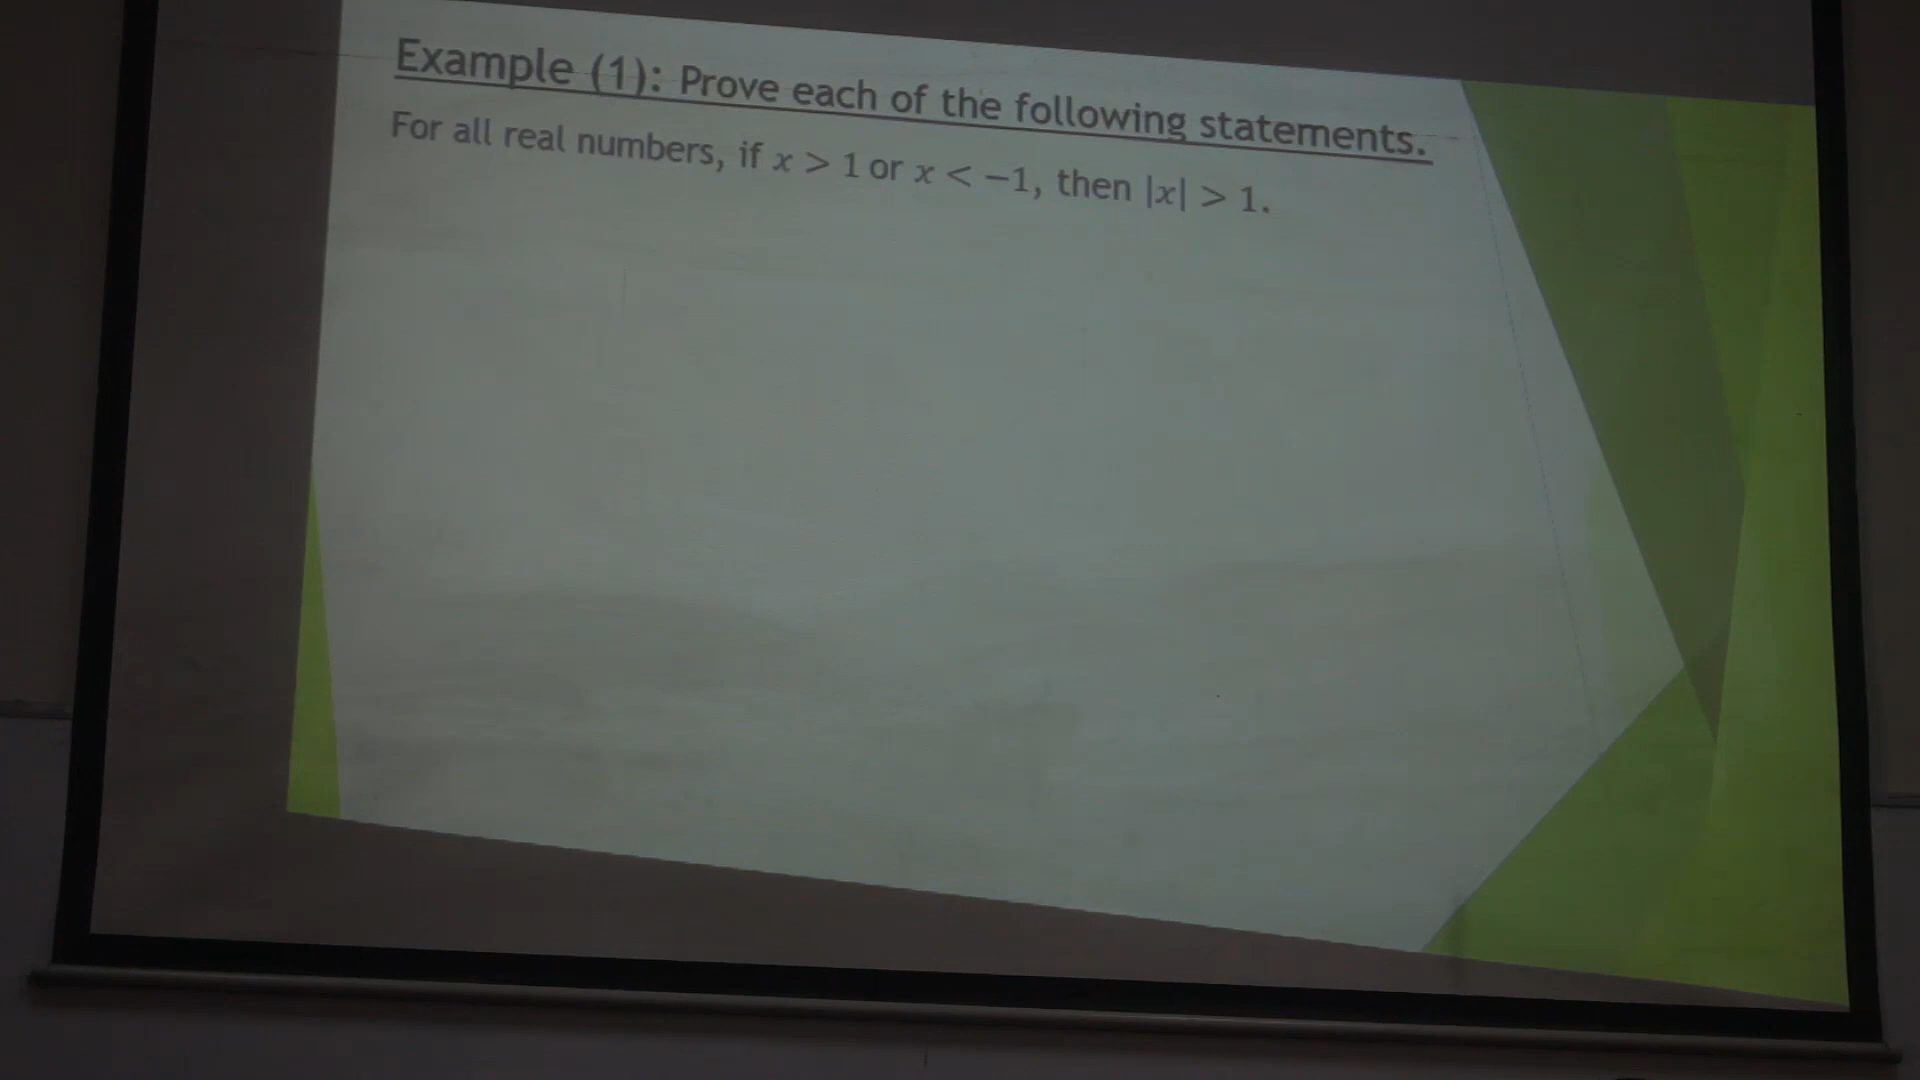 Example (1): Prove each of the following statements.
For all real numbers, if x > 1 or x < −1, then |x| > 1.